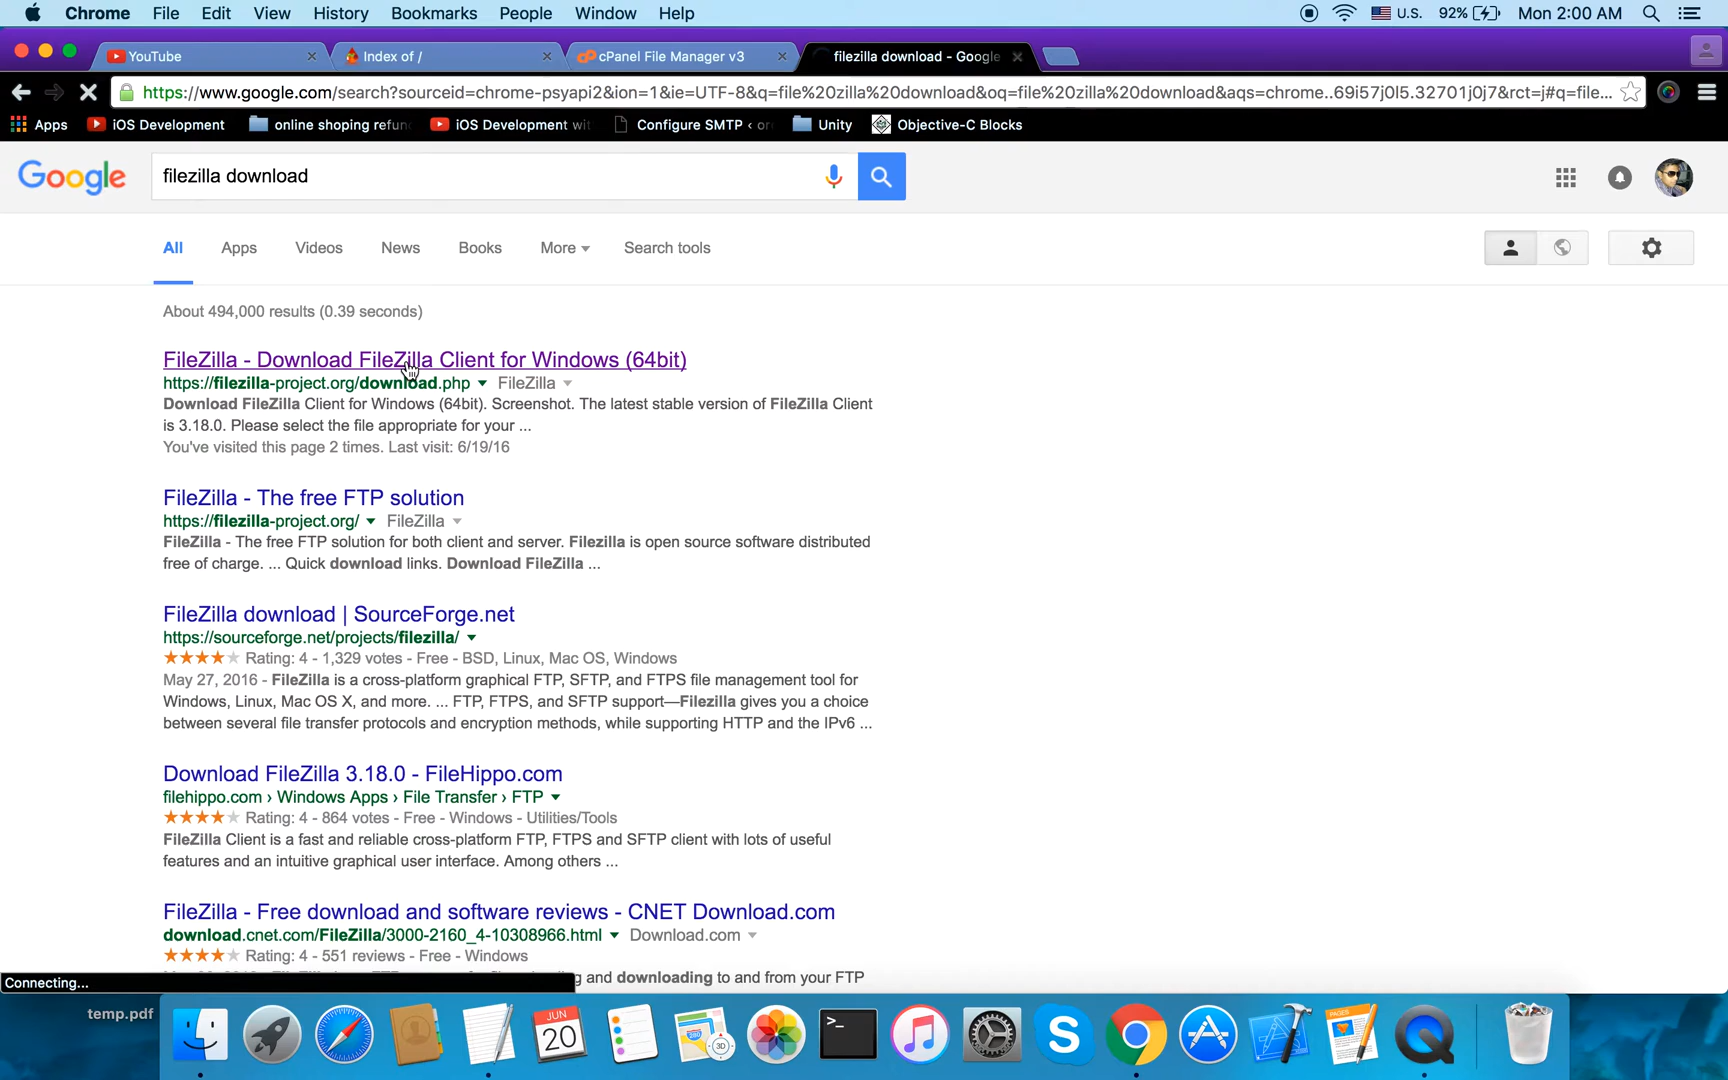 Chrome File Edit View History Bookmarks People Window Help U.S. 92% Mon 2:00 AM
YouTube Index of / cPanel File Manager v3 filezilla download - Google
https://www.google.com/search?sourceid=chrome-psyapi2&ion=1&ie=UTF-8&q=file%20zilla%20download&oq=file%20zilla%20download&aqs=chrome..69i57j0l5.32701j0j7&rct=j#q=file...
Apps iOS Development online shoping refun iOS Development wit Configure SMTP ‹ or Unity Objective-C Blocks
Google filezilla download
All Apps Videos News Books More Search tools
About 494,000 results (0.39 seconds)
FileZilla - Download FileZilla Client for Windows (64bit)
https://filezilla-project.org/download.php FileZilla
Download FileZilla Client for Windows (64bit). Screenshot. The latest stable version of FileZilla Client
is 3.18.0. Please select the file appropriate for your ...
You've visited this page 2 times. Last visit: 6/19/16
FileZilla - The free FTP solution
https://filezilla-project.org/ FileZilla
FileZilla - The free FTP solution for both client and server. Filezilla is open source software distributed
free of charge. ... Quick download links. Download FileZilla ...
FileZilla download | SourceForge.net
https://sourceforge.net/projects/filezilla/
Rating: 4 - 1,329 votes - Free - BSD, Linux, Mac OS, Windows
May 27, 2016 - FileZilla is a cross-platform graphical FTP, SFTP, and FTPS file management tool for
Windows, Linux, Mac OS X, and more. ... FTP, FTPS, and SFTP support—Filezilla gives you a choice
between several file transfer protocols and encryption methods, while supporting HTTP and the IPv6 ...
Download FileZilla 3.18.0 - FileHippo.com
filehippo.com › Windows Apps › File Transfer › FTP
Rating: 4 - 864 votes - Free - Windows - Utilities/Tools
FileZilla Client is a fast and reliable cross-platform FTP, FTPS and SFTP client with lots of useful
features and an intuitive graphical user interface. Among others ...
FileZilla - Free download and software reviews - CNET Download.com
download.cnet.com/FileZilla/3000-2160_4-10308966.html Download.com
Rating: 4 - 551 reviews - Free - Windows
and downloading to and from your FTP
Connecting...
temp.pdf
JUN
20
280
3D